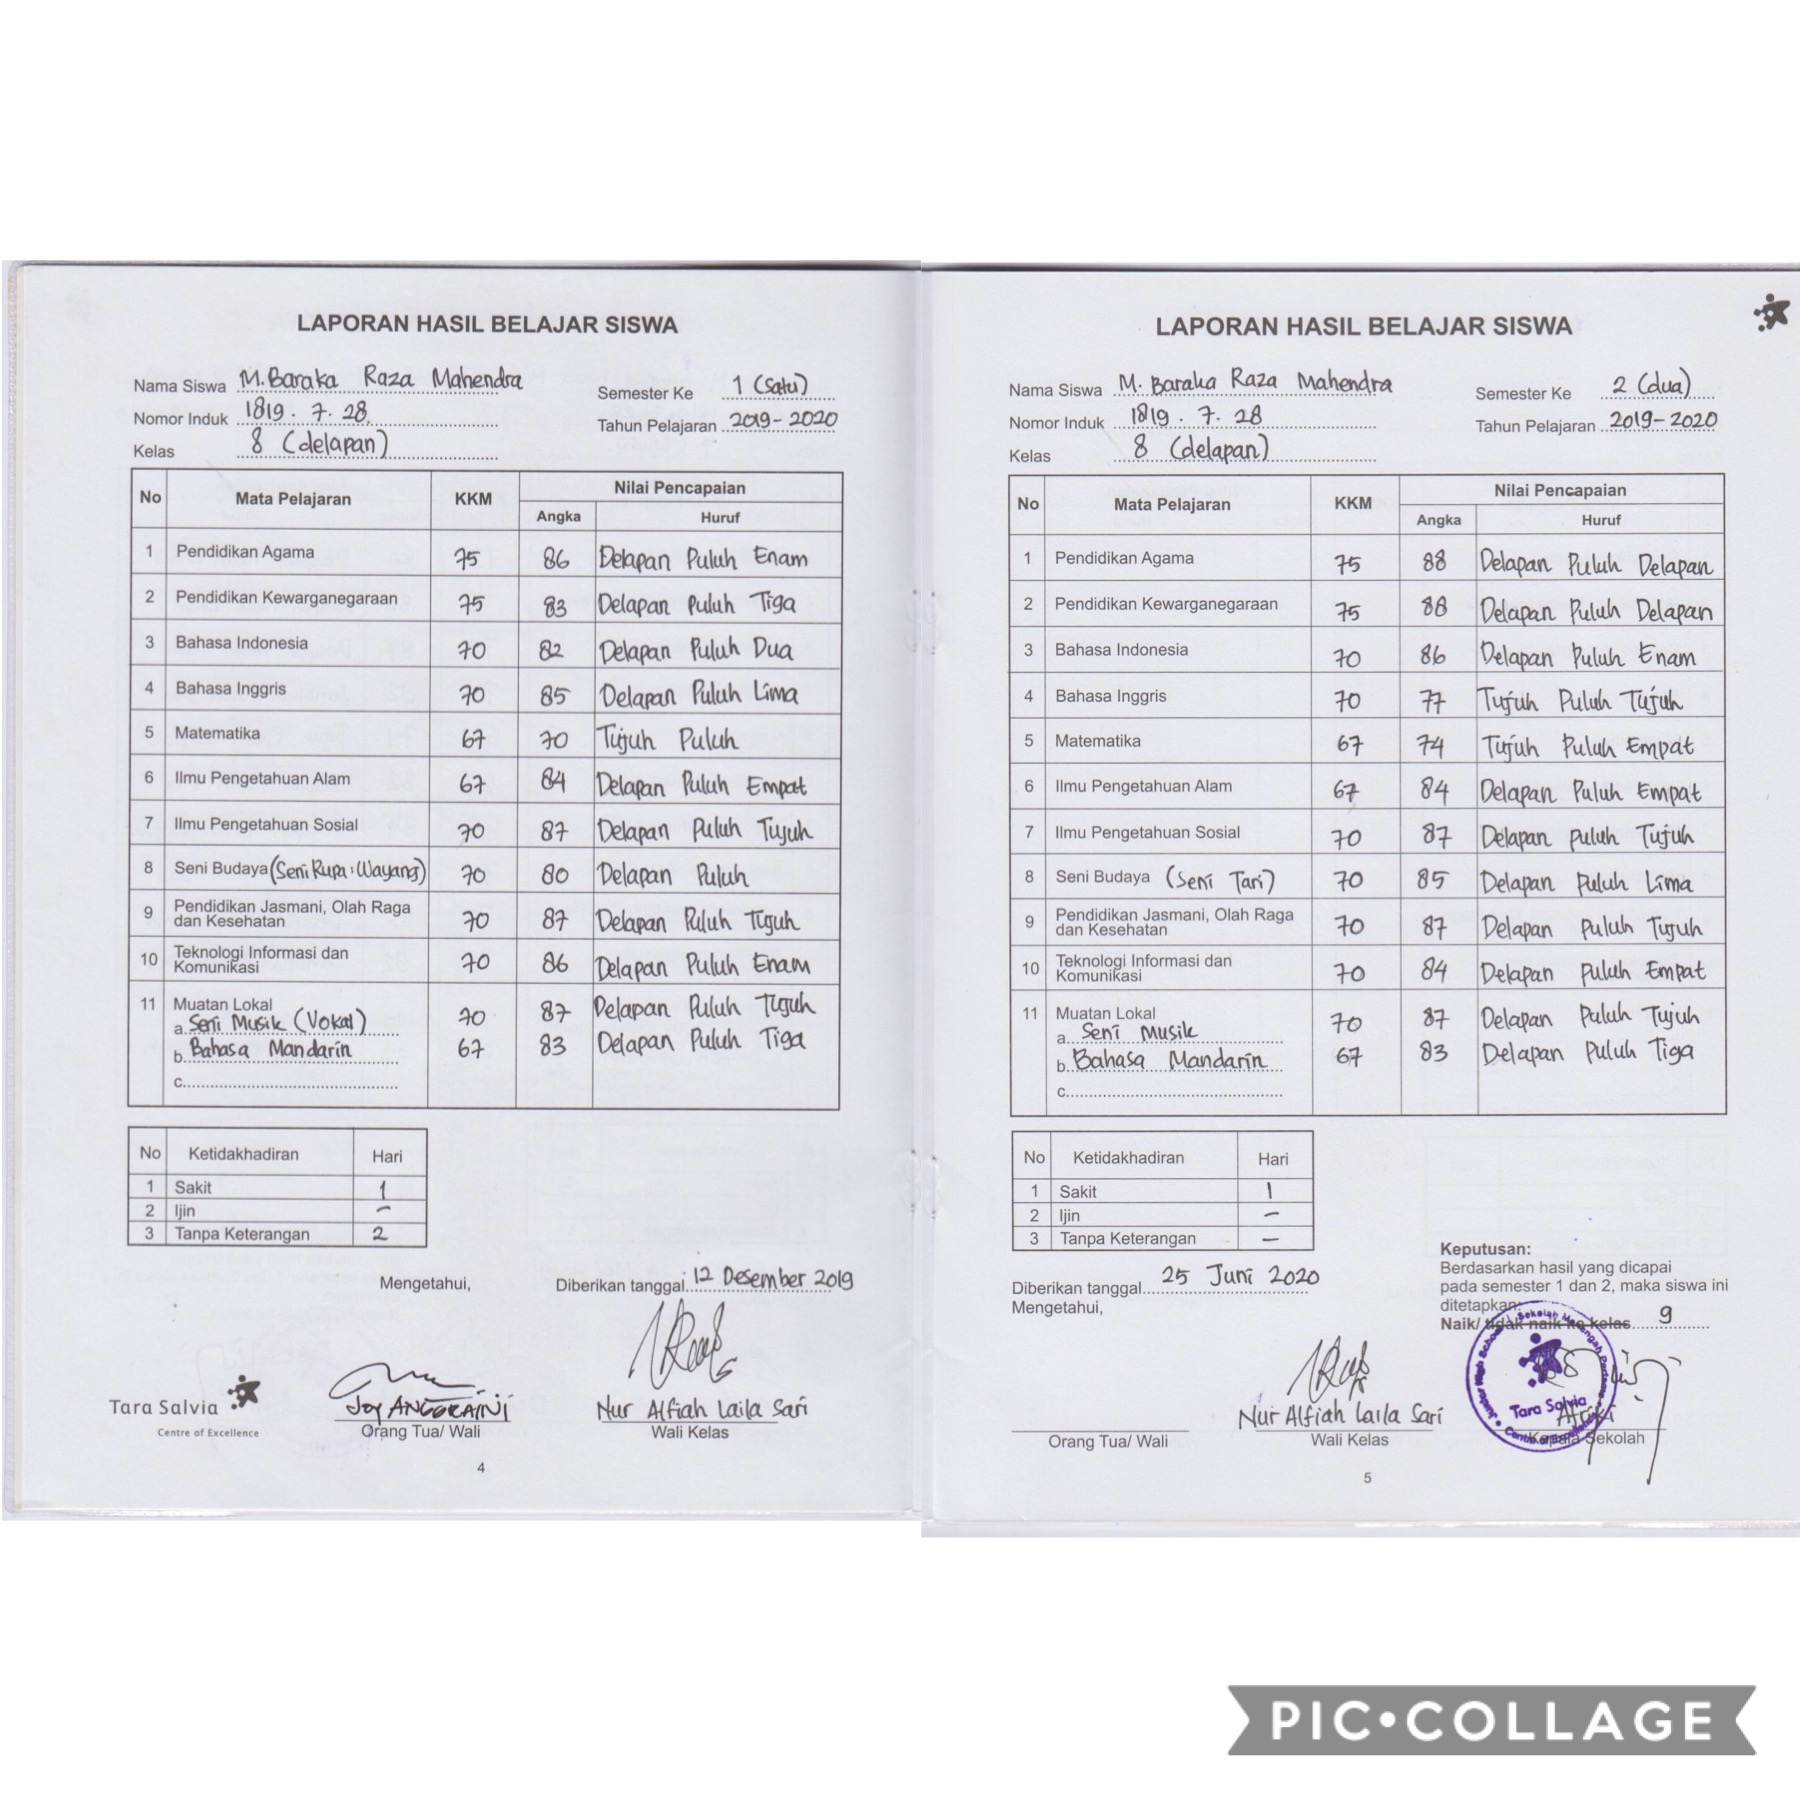 LAPORAN HASIL BELAJAR SISWA
Nama Siswa M. Baraka Raza Mahendra
Semester Ke 1 (satu)
Nomor Induk 1819 . 7 . 28
Tahun Pelajaran 2019-2020
Kelas 8 (delapan)
No Mata Pelajaran KKM Nilai Pencapaian
Angka Huruf
1 Pendidikan Agama 75 86 Delapan Puluh Enam
2 Pendidikan Kewarganegaraan 75 83 Delapan Puluh Tiga
3 Bahasa Indonesia 70 82 Delapan Puluh Dua
4 Bahasa Inggris 70 85 Delapan Puluh Lima
5 Matematika 67 70 Tujuh Puluh
6 Ilmu Pengetahuan Alam 67 84 Delapan Puluh Empat
7 Ilmu Pengetahuan Sosial 70 87 Delapan Puluh Tujuh
8 Seni Budaya (Seni Rupa : Wayang) 70 80 Delapan Puluh
9 Pendidikan Jasmani, Olah Raga
dan Kesehatan 70 87 Delapan Puluh Tujuh
10 Teknologi Informasi dan
Komunikasi 70 86 Delapan Puluh Enam
11 Muatan Lokal
a. Seni Musik (Vokal) 70 87 Delapan Puluh Tujuh
b. Bahasa Mandarin 67 83 Delapan Puluh Tiga
c.
No Ketidakhadiran Hari
1 Sakit 1
2 Ijin -
3 Tanpa Keterangan 2
Mengetahui,
Diberikan tanggal 12 Desember 2019
Tara Salvia
Centre of Excellence
Joy ANGGRAINI
Orang Tua/ Wali
Nur Alfiah Laila Sari
Wali Kelas
4
LAPORAN HASIL BELAJAR SISWA
Nama Siswa M. Baraka Raza Mahendra
Semester Ke 2 (dua)
Nomor Induk 1819 . 7 . 28
Tahun Pelajaran 2019-2020
Kelas 8 (delapan)
No Mata Pelajaran KKM Nilai Pencapaian
Angka Huruf
1 Pendidikan Agama 75 88 Delapan Puluh Delapan
2 Pendidikan Kewarganegaraan 75 88 Delapan Puluh Delapan
3 Bahasa Indonesia 70 86 Delapan Puluh Enam
4 Bahasa Inggris 70 77 Tujuh Puluh Tujuh
5 Matematika 67 74 Tujuh Puluh Empat
6 Ilmu Pengetahuan Alam 67 84 Delapan Puluh Empat
7 Ilmu Pengetahuan Sosial 70 87 Delapan Puluh Tujuh
8 Seni Budaya (Seni Tari) 70 85 Delapan Puluh Lima
9 Pendidikan Jasmani, Olah Raga
dan Kesehatan 70 87 Delapan Puluh Tujuh
10 Teknologi Informasi dan
Komunikasi 70 84 Delapan Puluh Empat
11 Muatan Lokal
a. Seni Musik 70 87 Delapan Puluh Tujuh
b. Bahasa Mandarin 67 83 Delapan Puluh Tiga
c.
No Ketidakhadiran Hari
1 Sakit 1
2 Ijin -
3 Tanpa Keterangan -
Diberikan tanggal 25 Juni 2020
Mengetahui,
Keputusan:
Berdasarkan hasil yang dicapai
pada semester 1 dan 2, maka siswa ini
ditetapkan:
Naik/ tidak naik ke kelas 9
Orang Tua/ Wali
Nur Alfiah Laila Sari
Wali Kelas
Junior High School Sekolah Menengah Pertama
Tara Salvia
Centre of Excellence
Afriki
Kepala Sekolah
5
PIC•COLLAGE